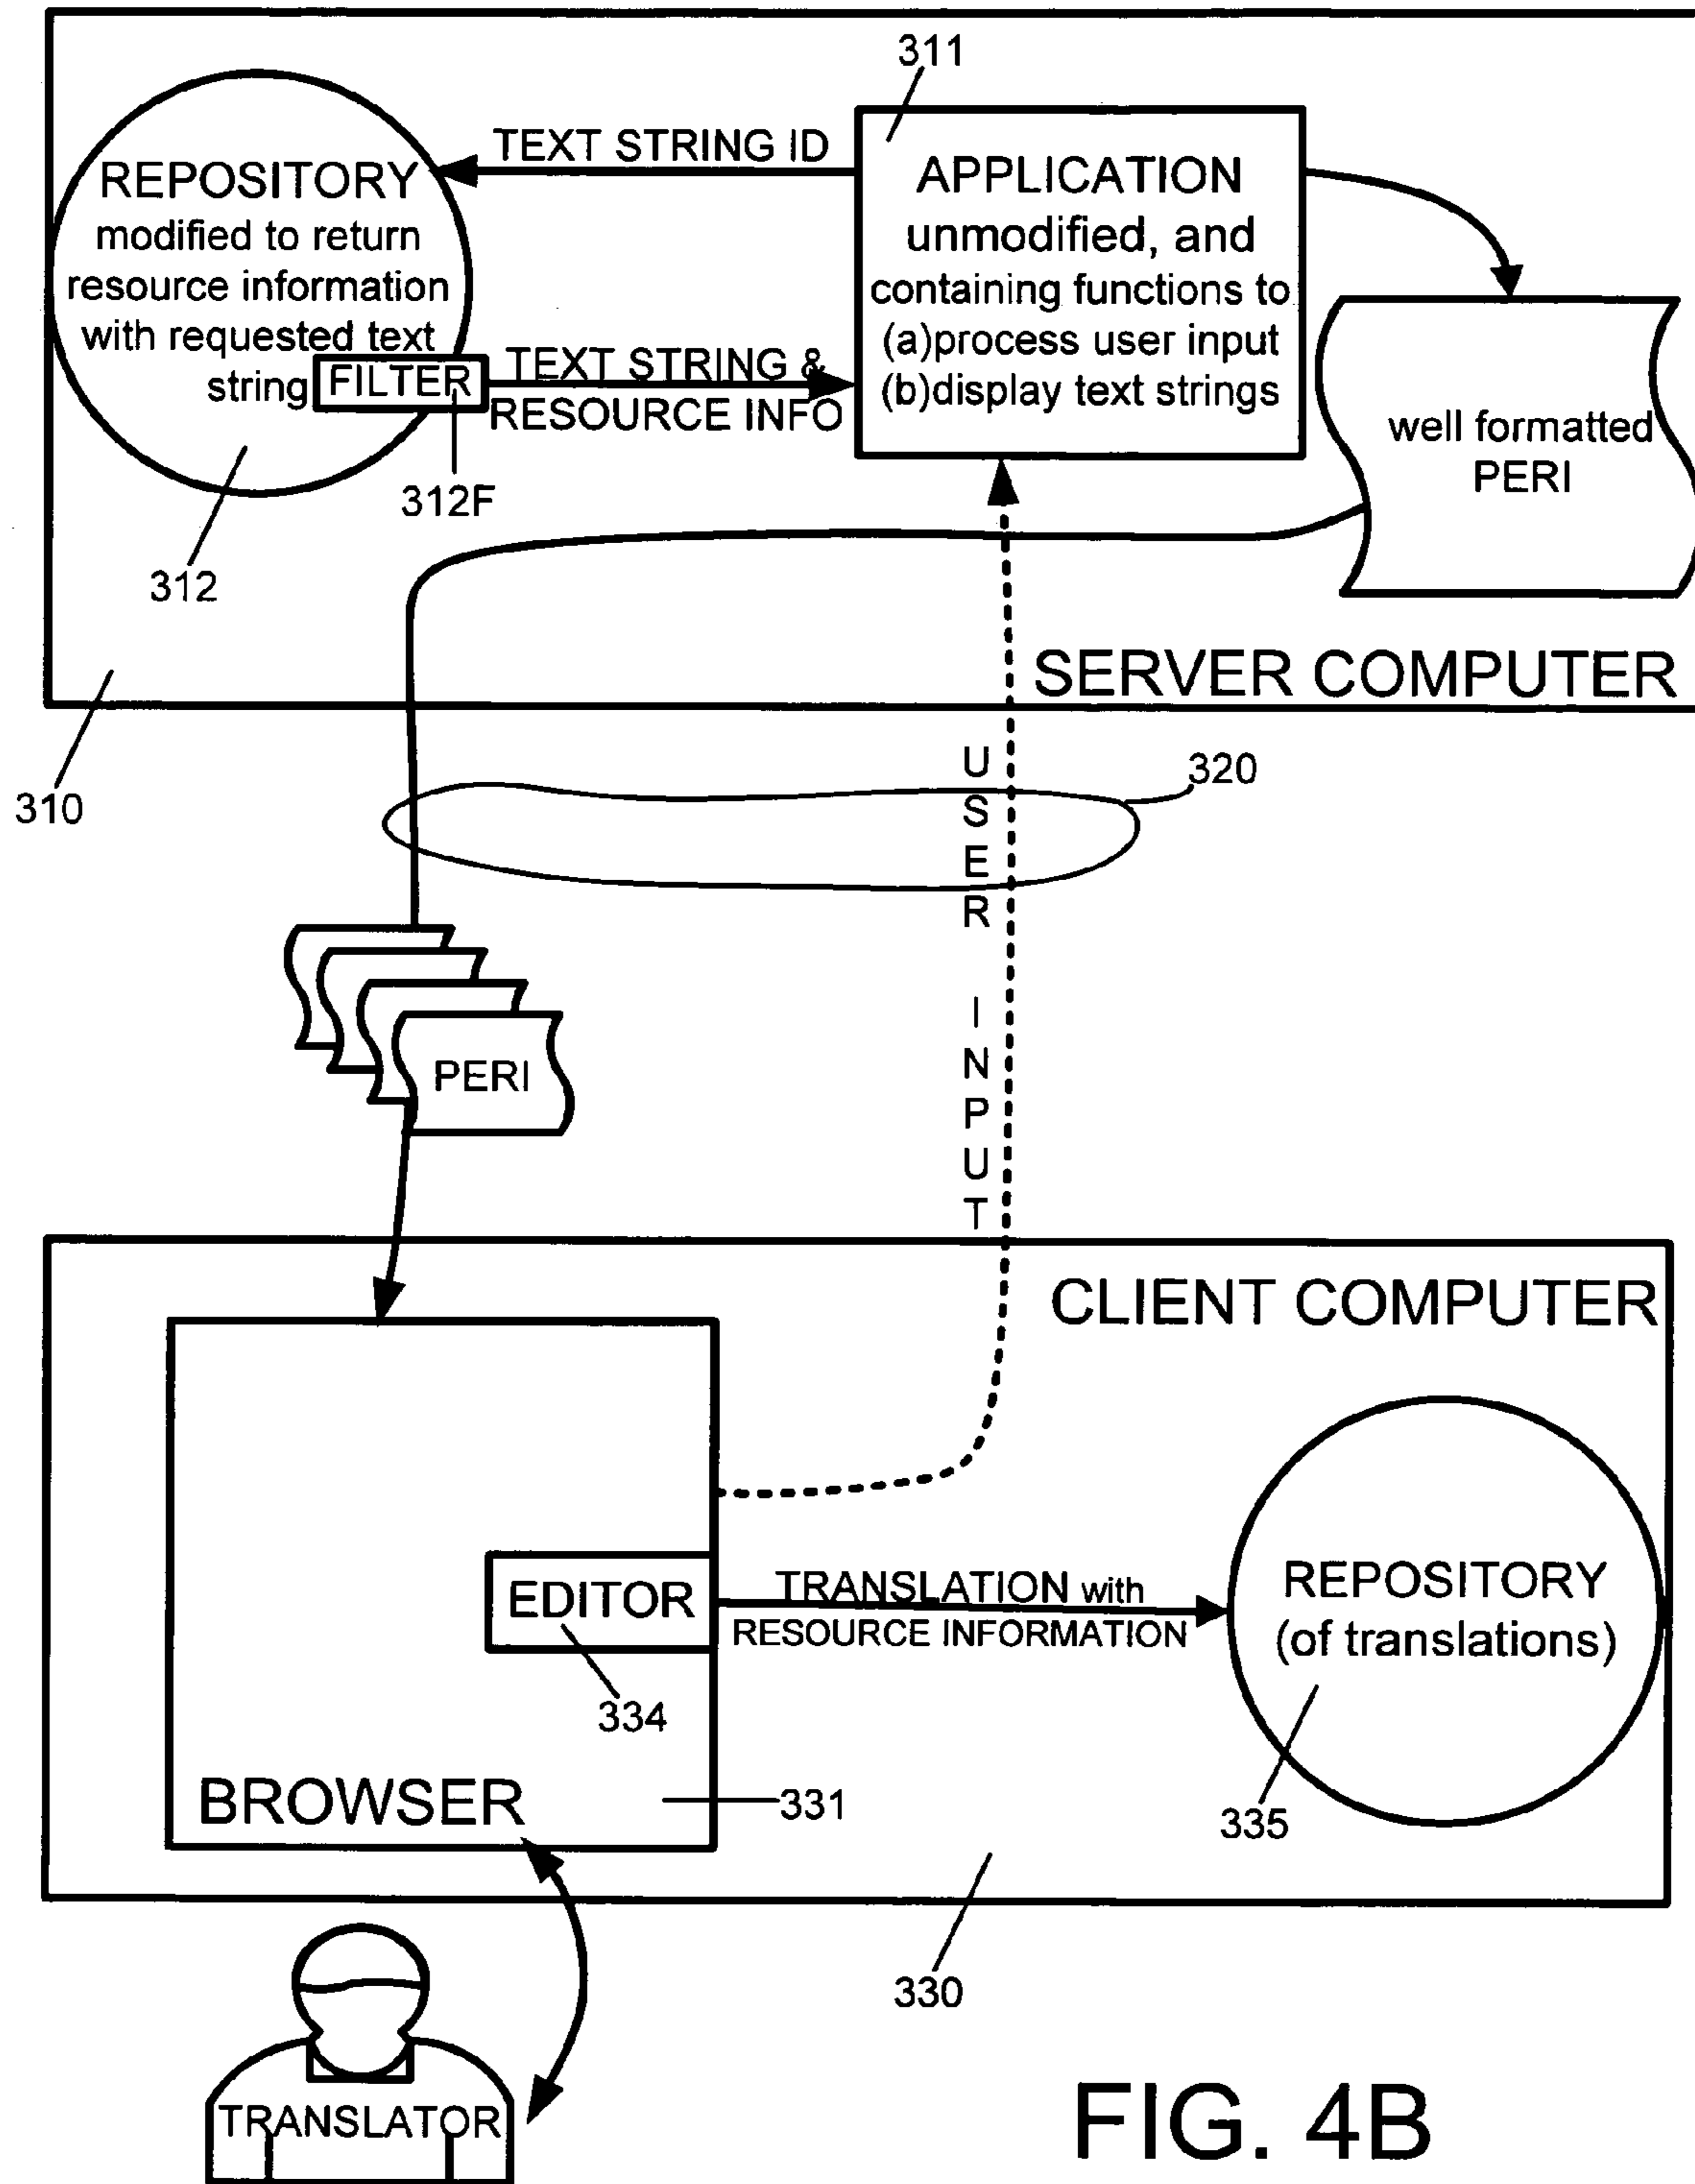 311
TEXT STRING ID
REPOSITORY
modified to return
resource information
with requested text
string
FILTER
TEXT STRING &
RESOURCE INFO
312F
312
APPLICATION
unmodified, and
containing functions to
(a)process user input
(b)display text strings
well formatted
PERI
SERVER COMPUTER
310
320
USER INPUT
PERI
CLIENT COMPUTER
EDITOR
334
TRANSLATION with
RESOURCE INFORMATION
REPOSITORY
(of translations)
335
BROWSER
331
330
TRANSLATOR
FIG. 4B